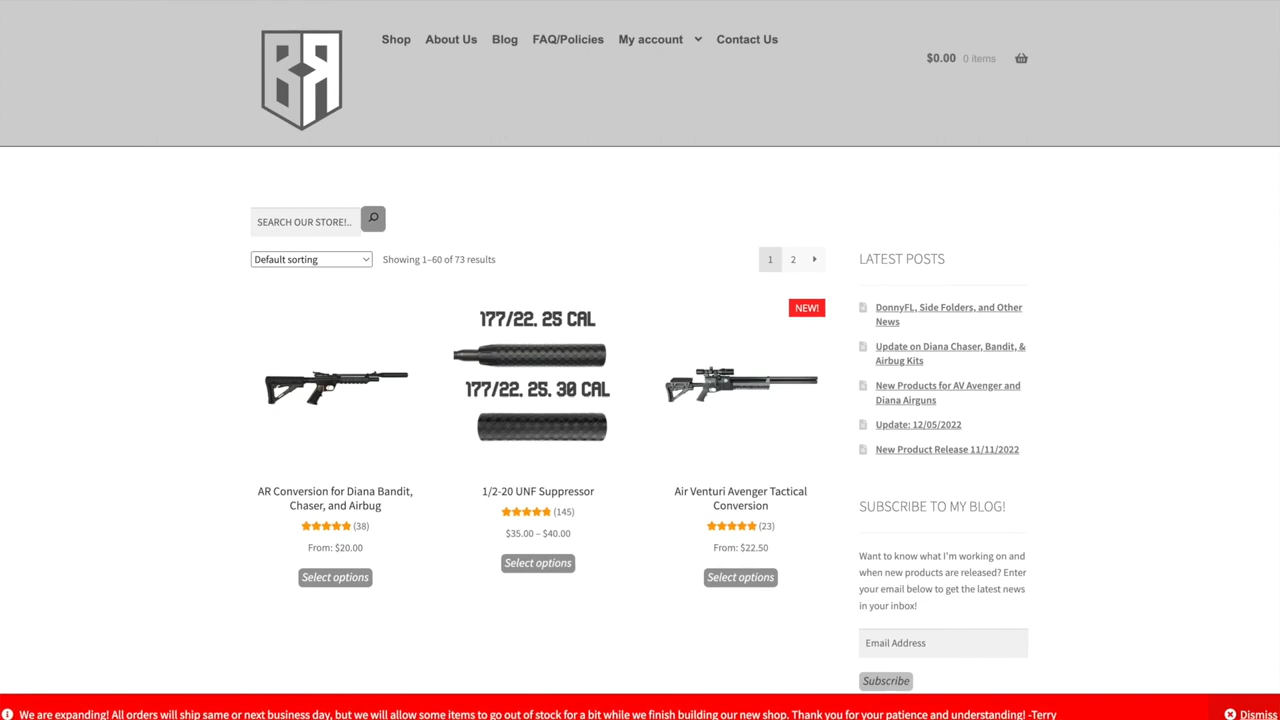 Shop About Us Blog FAQ/Policies My account Contact Us
$0.00 0 items
SEARCH OUR STORE!..
Default sorting Showing 1–60 of 73 results
1 2
NEW!
177/22. 25 CAL
177/22. 25. 30 CAL
AR Conversion for Diana Bandit,
Chaser, and Airbug
(38)
From: $20.00
Select options
1/2-20 UNF Suppressor
(145)
$35.00 – $40.00
Select options
Air Venturi Avenger Tactical
Conversion
(23)
From: $22.50
Select options
LATEST POSTS
DonnyFL, Side Folders, and Other
News
Update on Diana Chaser, Bandit, &
Airbug Kits
New Products for AV Avenger and
Diana Airguns
Update: 12/05/2022
New Product Release 11/11/2022
SUBSCRIBE TO MY BLOG!
Want to know what I'm working on and
when new products are released? Enter
your email below to get the latest news
in your inbox!
Email Address
Subscribe
We are expanding! All orders will ship same or next business day, but we will allow some items to go out of stock for a bit while we finish building our new shop. Thank you for your patience and understanding! -Terry
Dismiss